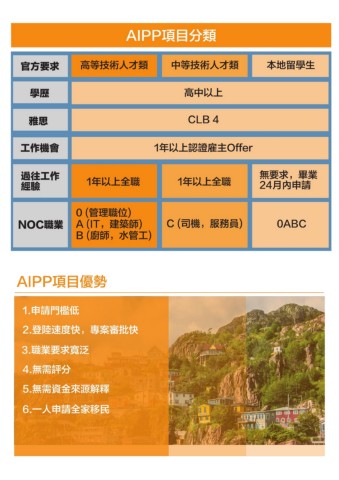 AIPP項目分類
官方要求 高等技術人才類 中等技術人才類 本地留學生
學歷 高中以上
雅思 CLB 4
工作機會 1年以上認證雇主Offer
過往工作
經驗 1年以上全職 1年以上全職 無要求，畢業
24月內申請
NOC職業 0 (管理職位)
A (IT，建築師)
B (廚師，水管工) C (司機，服務員) 0ABC
AIPP項目優勢
1.申請門檻低
2.登陸速度快，專案審批快
3.職業要求寬泛
4.無需評分
5.無需資金來源解釋
6.一人申請全家移民